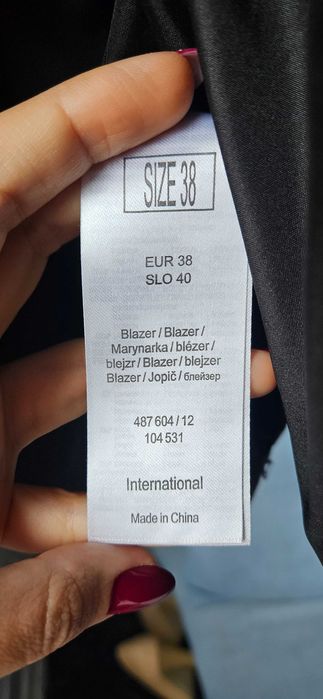 SIZE 38
EUR 38
SLO 40
Blazer / Blazer /
Marynarka / blézer /
blejzr / Blazer / blejzer
Blazer / Jopič / блейзер
487 604 / 12
104 531
International
Made in China